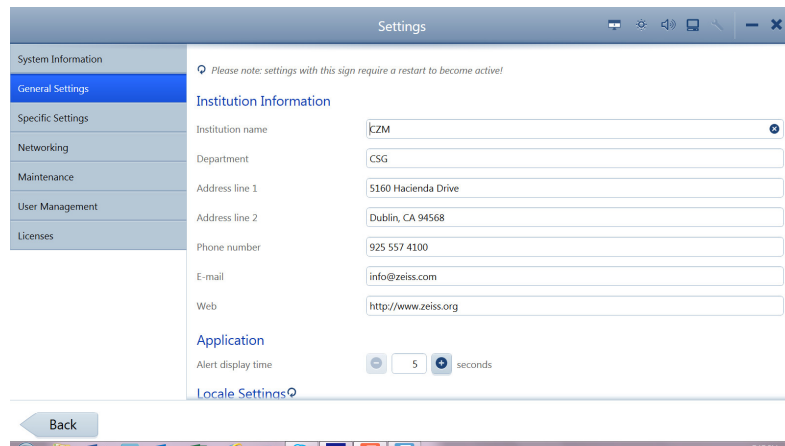 Settings
System Information
General Settings
Specific Settings
Networking
Maintenance
User Management
Licenses
Please note: settings with this sign require a restart to become active!
Institution Information
Institution name CZM
Department CSG
Address line 1 5160 Hacienda Drive
Address line 2 Dublin, CA 94568
Phone number 925 557 4100
E-mail info@zeiss.com
Web http://www.zeiss.org
Application
Alert display time 5 seconds
Locale Settings
Back